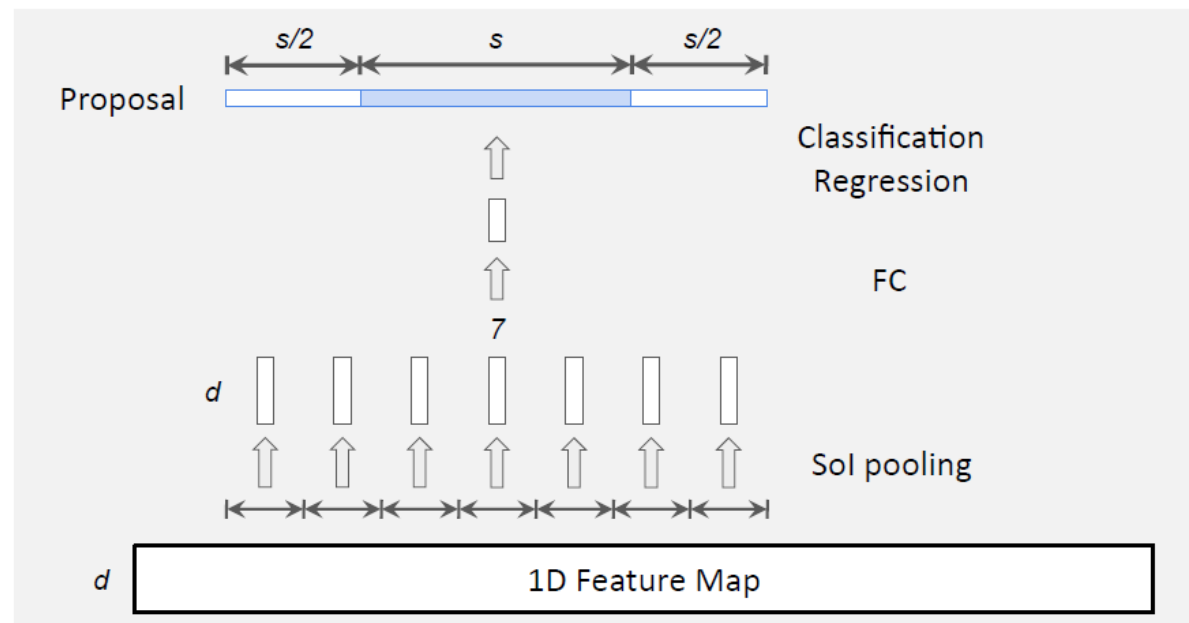 s/2
s
s/2
Proposal
Classification
Regression
FC
7
d
SoI pooling
d
1D Feature Map